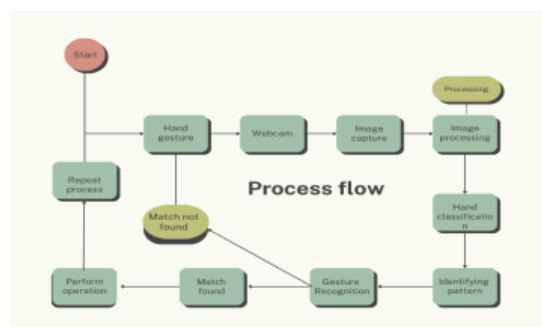 Start
Processing
Hand
gesture
Webcam
Image
capture
Image
processing
Repeat
process
Process flow
Hand
classificatio
n
Match not
found
Perform
operation
Match
found
Gesture
Recognition
Identifying
pattern